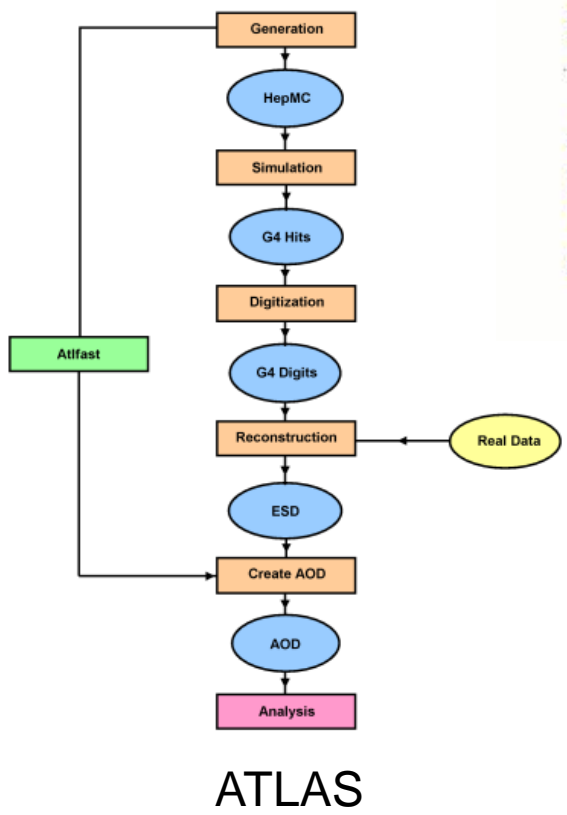 Generation
HepMC
Simulation
G4 Hits
Digitization
Atlfast
G4 Digits
Reconstruction
Real Data
ESD
Create AOD
AOD
Analysis
ATLAS